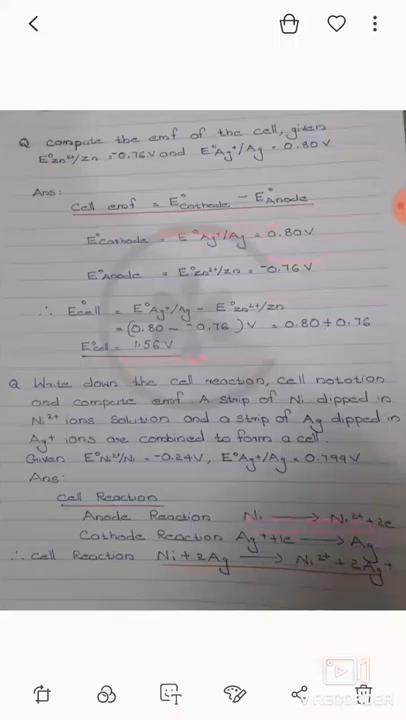 Q compute the emf of the cell, given
E°Zn²⁺/Zn = -0.76V and E°Ag⁺/Ag = 0.80V
Ans:
Cell emf = E°Cathode - E°Anode
E°Cathode = E°Ag⁺/Ag = 0.80V
E°Anode = E°Zn²⁺/Zn = -0.76V
∴ E°cell = E°Ag⁺/Ag - E°Zn²⁺/Zn
= (0.80 - -0.76) V = 0.80 + 0.76
E°cell = 1.56V
Q Write down the cell reaction, cell notation
and compute emf. A strip of Ni dipped in
Ni²⁺ ions solution and a strip of Ag dipped in
Ag⁺ ions are combined to form a cell.
Given E°Ni²⁺/Ni = -0.24V, E°Ag⁺/Ag = 0.799V
Ans:
Cell Reaction
Anode Reaction Ni → Ni²⁺ + 2e
Cathode Reaction Ag⁺ + 1e → Ag
∴ Cell Reaction Ni + 2Ag → Ni²⁺ + 2Ag⁺
RECORDER